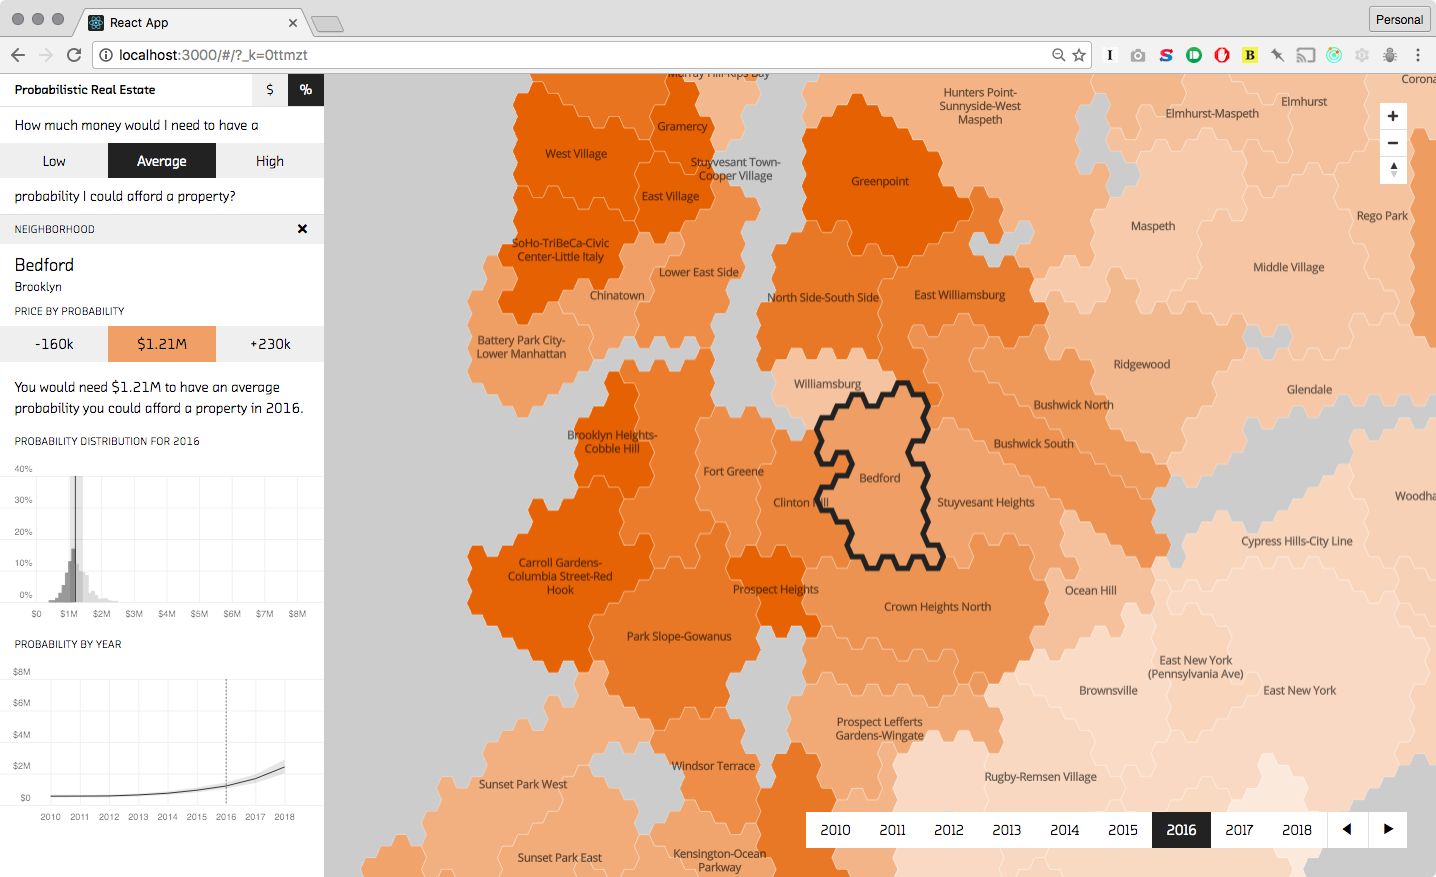 React App
Personal
localhost:3000/#/?_k=0ttmzt
Probabilistic Real Estate
$
%
How much money would I need to have a
Low
Average
High
probability I could afford a property?
NEIGHBORHOOD
Bedford
Brooklyn
PRICE BY PROBABILITY
-160k
$1.21M
+230k
You would need $1.21M to have an average
probability you could afford a property in 2016.
PROBABILITY DISTRIBUTION FOR 2016
40%
30%
20%
10%
0%
$0 $1M $2M $3M $4M $5M $6M $7M $8M
PROBABILITY BY YEAR
$8M
$6M
$4M
$2M
$0
2010 2011 2012 2013 2014 2015 2016 2017 2018
Murray Hill-Kips Bay
Gramercy
West Village
Stuyvesant Town-
Cooper Village
East Village
SoHo-TriBeCa-Civic
Center-Little Italy
Lower East Side
Chinatown
Battery Park City-
Lower Manhattan
Hunters Point-
Sunnyside-West
Maspeth
Elmhurst-Maspeth
Elmhurst
Corona
Greenpoint
Maspeth
Rego Park
Middle Village
North Side-South Side
East Williamsburg
Ridgewood
Glendale
Williamsburg
Bushwick North
Bushwick South
Brooklyn Heights-
Cobble Hill
Fort Greene
Clinton Hill
Bedford
Stuyvesant Heights
Woodha
Cypress Hills-City Line
Carroll Gardens-
Columbia Street-Red
Hook
Prospect Heights
Crown Heights North
Ocean Hill
Park Slope-Gowanus
East New York
(Pennsylvania Ave)
Brownsville
East New York
Prospect Lefferts
Gardens-Wingate
Windsor Terrace
Rugby-Remsen Village
Sunset Park West
Sunset Park East
Kensington-Ocean
Parkway
+
−
2010 2011 2012 2013 2014 2015 2016 2017 2018